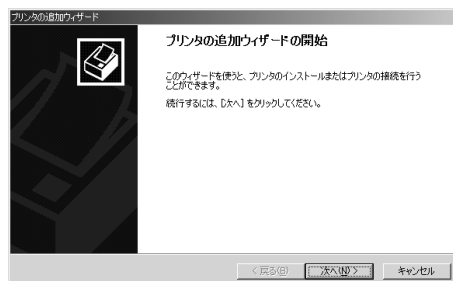 プリンタの追加ウィザード
プリンタの追加ウィザードの開始
このウィザードを使うと、プリンタのインストールまたはプリンタの接続を行う
ことができます。
続行するには、[次へ] をクリックしてください。
< 戻る(B)
次へ(N) >
キャンセル